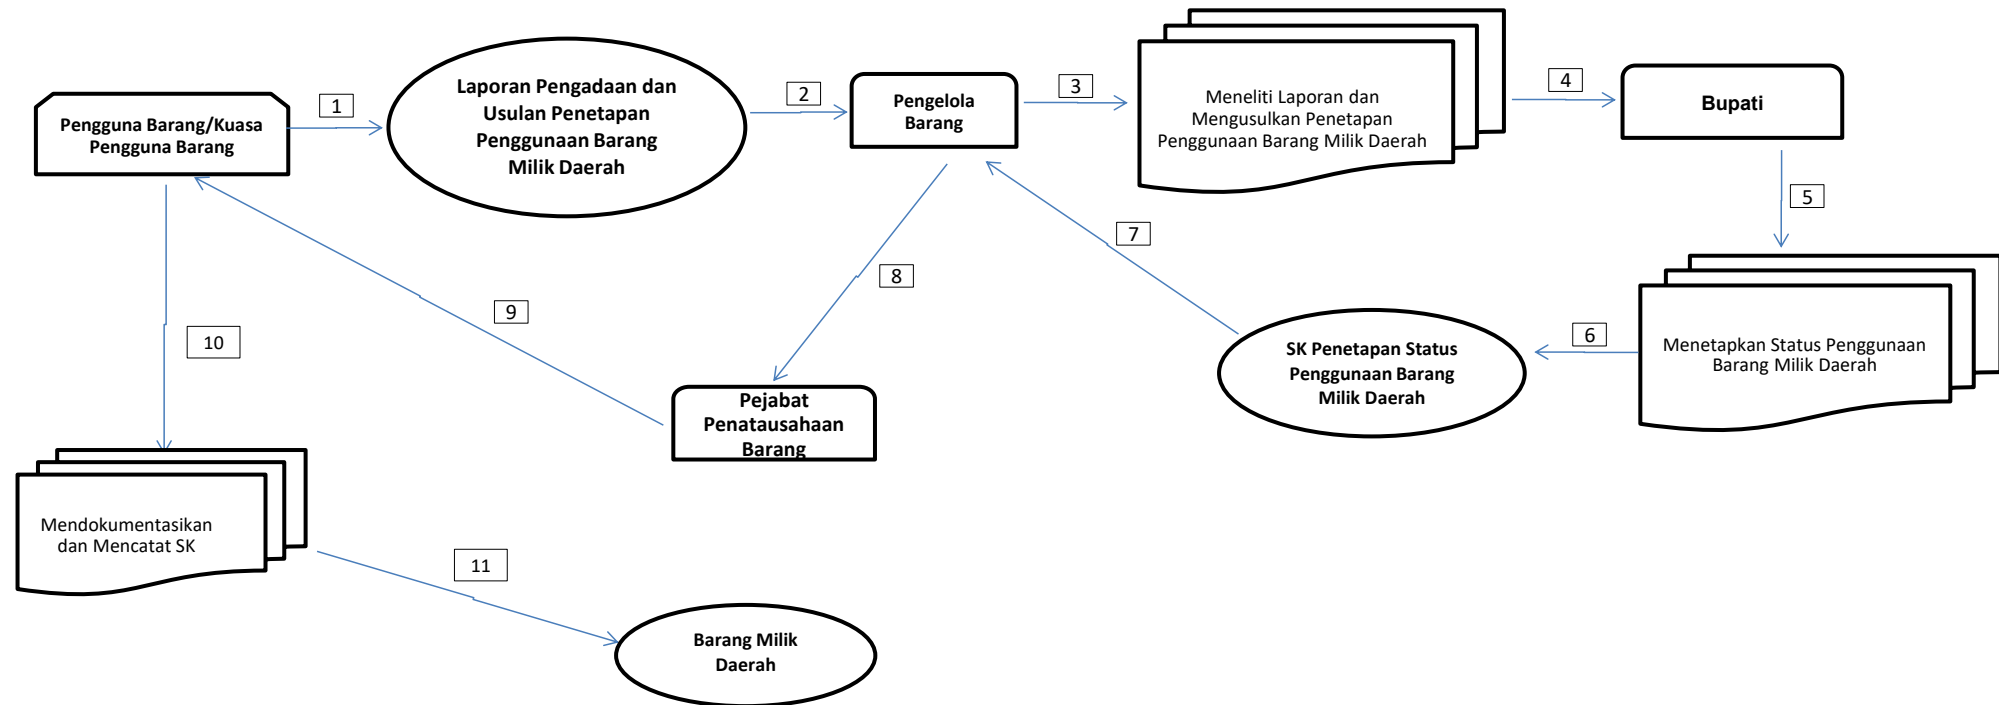 Pengguna Barang/Kuasa
Pengguna Barang
1
Laporan Pengadaan dan
Usulan Penetapan
Penggunaan Barang
Milik Daerah
2
Pengelola
Barang
3
Meneliti Laporan dan
Mengusulkan Penetapan
Penggunaan Barang Milik Daerah
4
Bupati
5
Menetapkan Status Penggunaan
Barang Milik Daerah
6
SK Penetapan Status
Penggunaan Barang
Milik Daerah
7
8
Pejabat
Penatausahaan
Barang
9
10
Mendokumentasikan
dan Mencatat SK
11
Barang Milik
Daerah